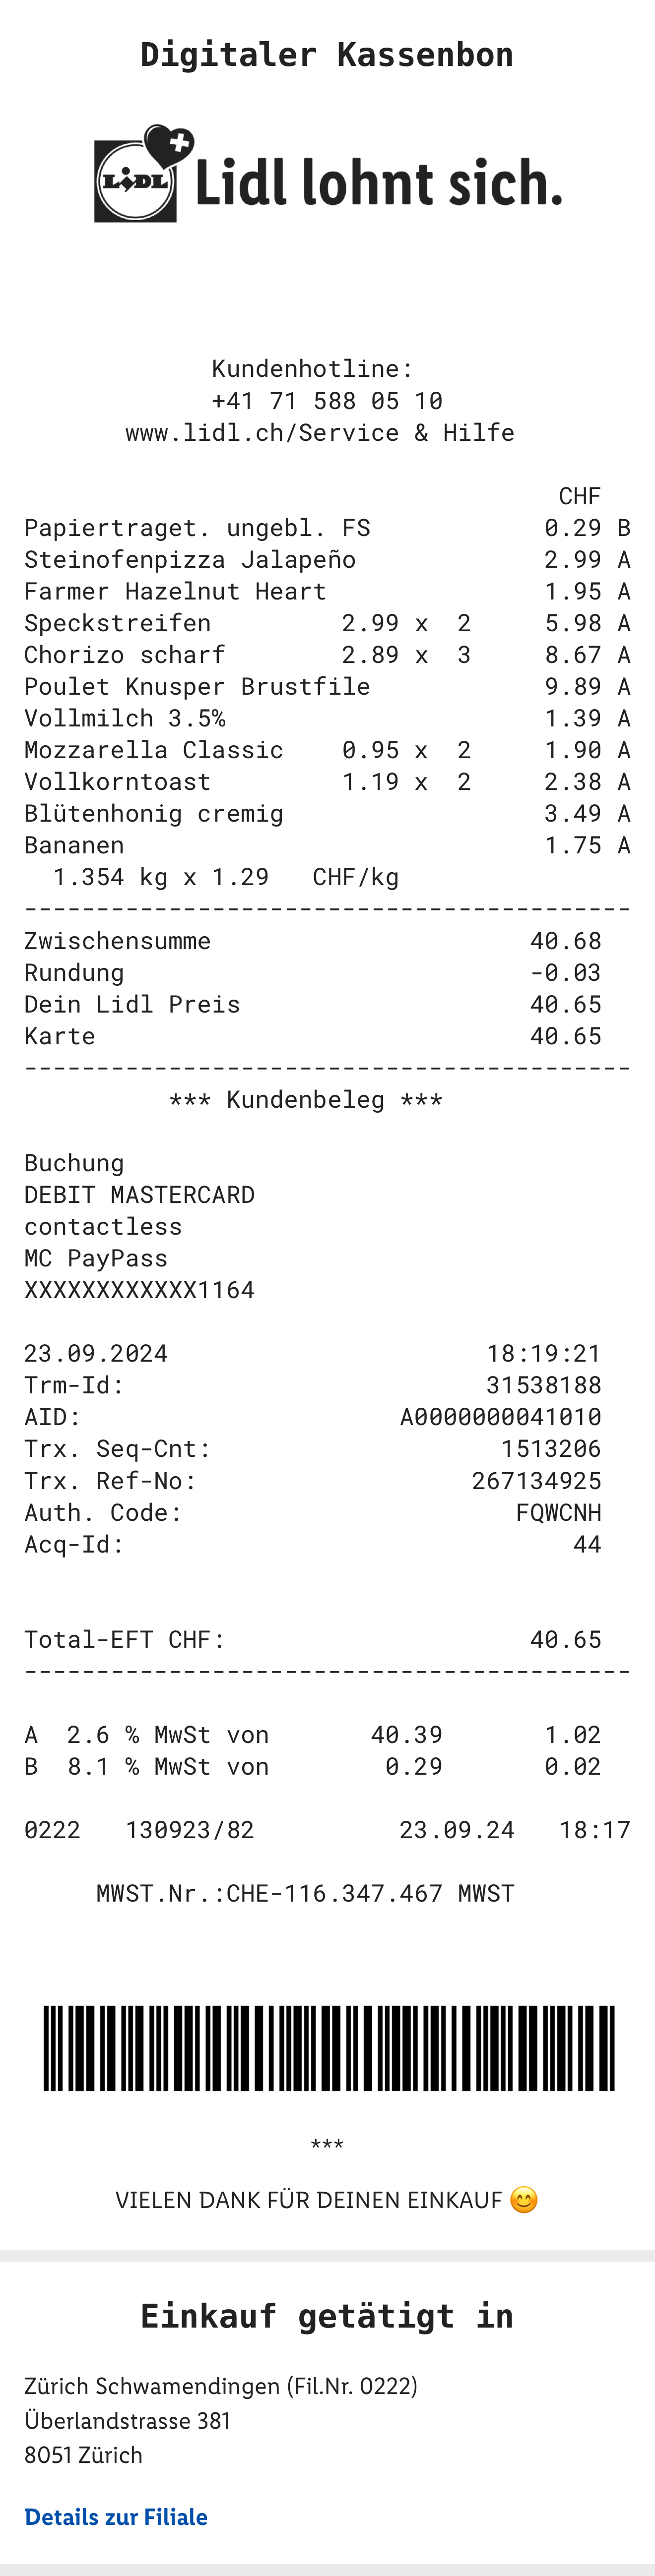 Digitaler Kassenbon
LIDL Lidl lohnt sich.
Kundenhotline:
+41 71 588 05 10
www.lidl.ch/Service & Hilfe
CHF
Papiertraget. ungebl. FS 0.29 B
Steinofenpizza Jalapeño 2.99 A
Farmer Hazelnut Heart 1.95 A
Speckstreifen 2.99 x 2 5.98 A
Chorizo scharf 2.89 x 3 8.67 A
Poulet Knusper Brustfile 9.89 A
Vollmilch 3.5% 1.39 A
Mozzarella Classic 0.95 x 2 1.90 A
Vollkorntoast 1.19 x 2 2.38 A
Blütenhonig cremig 3.49 A
Bananen 1.75 A
1.354 kg x 1.29 CHF/kg
------------------------------------------
Zwischensumme 40.68
Rundung -0.03
Dein Lidl Preis 40.65
Karte 40.65
------------------------------------------
*** Kundenbeleg ***
Buchung
DEBIT MASTERCARD
contactless
MC PayPass
XXXXXXXXXXXX1164
23.09.2024 18:19:21
Trm-Id: 31538188
AID: A0000000041010
Trx. Seq-Cnt: 1513206
Trx. Ref-No: 267134925
Auth. Code: FQWCNH
Acq-Id: 44
Total-EFT CHF: 40.65
------------------------------------------
A 2.6 % MwSt von 40.39 1.02
B 8.1 % MwSt von 0.29 0.02
0222 130923/82 23.09.24 18:17
MWST.Nr.:CHE-116.347.467 MWST
***
VIELEN DANK FÜR DEINEN EINKAUF 😊
Einkauf getätigt in
Zürich Schwamendingen (Fil.Nr. 0222)
Überlandstrasse 381
8051 Zürich
Details zur Filiale